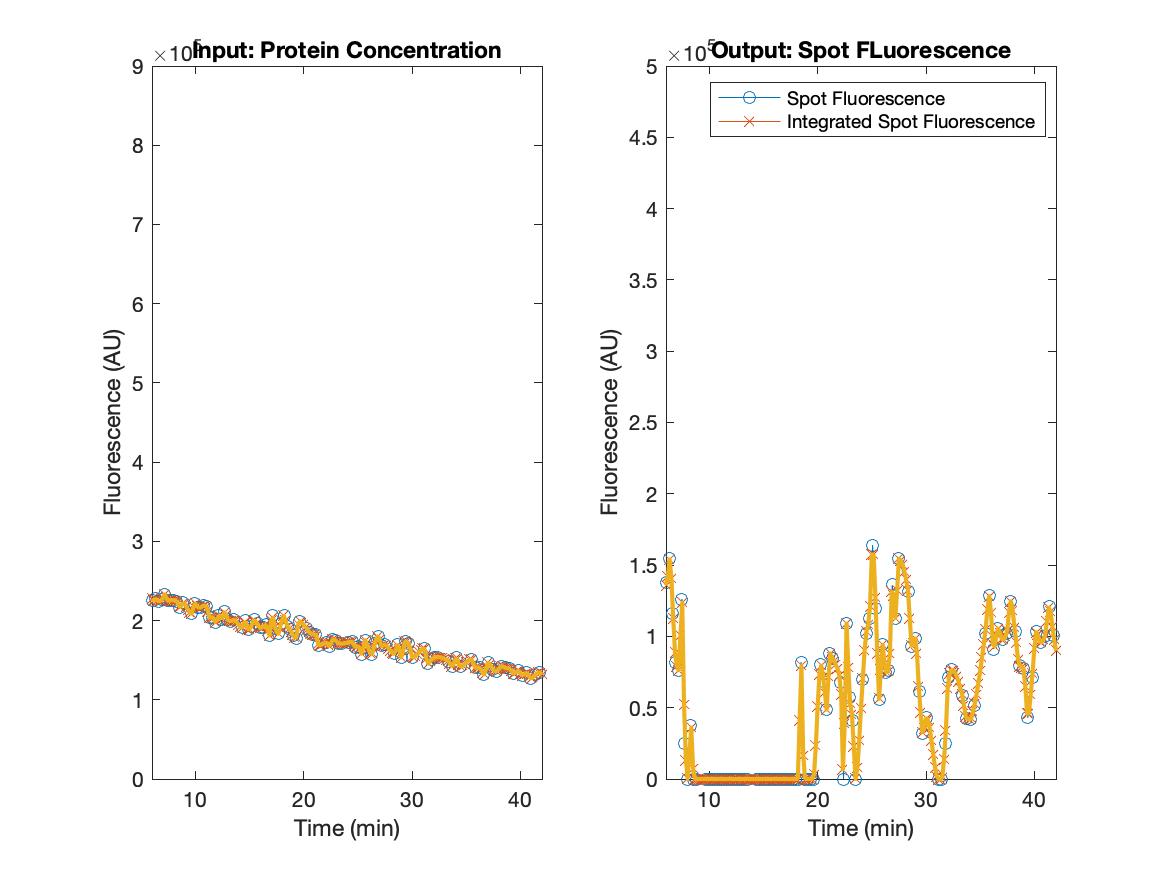 ×10⁵
Input: Protein Concentration
9
8
7
6
5
4
3
2
1
0
Fluorescence (AU)
10 20 30 40
Time (min)
×10⁵
Output: Spot FLuorescence
Spot Fluorescence
Integrated Spot Fluorescence
5
4.5
4
3.5
3
2.5
2
1.5
1
0.5
0
Fluorescence (AU)
10 20 30 40
Time (min)